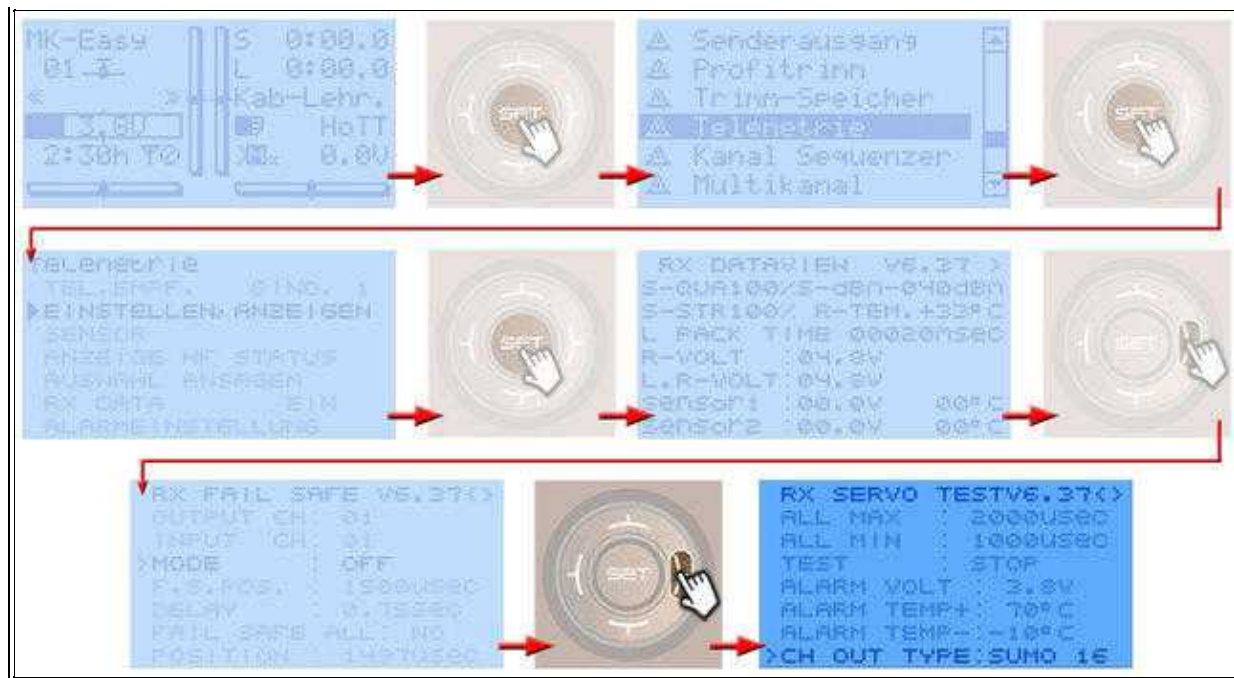 MK-Easy
01
« »
3.8V
2:30h
S 0:00.0
L 0:00.0
Kab-Lehr.
HoTT
0.0V
SET
Senderausgang
Profitrimm
Trimm-Speicher
Telemetrie
Kanal Sequenzer
Multikanal
SET
Telemetrie
TEL.EMPF. EING. 1
EINSTELLEN,ANZEIGEN
SENSOR
ANZEIGE HF STATUS
AUSWAHL ANSAGEN
RX DATA EIN
ALARMEINSTELLUNG
SET
RX DATAVIEW V6.37 >
S-QUA100%S-dBm-040dBm
S-STR100% R-TEM.+33°C
L PACK TIME 00020msec
R-VOLT :04.8V
L.R-VOLT:04.8V
SENSOR1 :00.0V 00°C
SENSOR2 :00.0V 00°C
SET
RX FAIL SAFE V6.37<>
OUTPUT CH: 01
INPUT CH: 01
>MODE : OFF
F.S.POS. : 1500usec
DELAY : 0.75sec
FAIL SAFE ALL: NO
POSITION : 1497usec
SET
RX SERVO TESTV6.37<>
ALL MAX : 2000usec
ALL MIN : 1000usec
TEST : STOP
ALARM VOLT : 3.8V
ALARM TEMP+: 70°C
ALARM TEMP-:-10°C
>CH OUT TYPE:SUMO 16